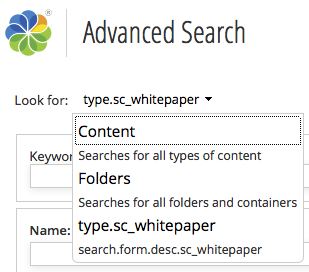 Advanced Search
Look for: type.sc_whitepaper
Content
Searches for all types of content
Folders
Searches for all folders and containers
type.sc_whitepaper
search.form.desc.sc_whitepaper
Name: